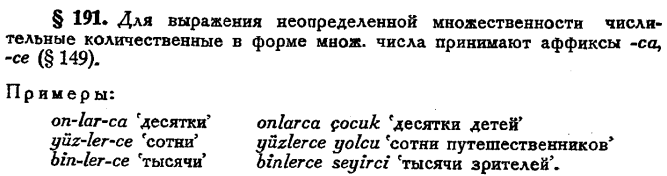 § 191. Для выражения неопределенной множественности числи-
тельные количественные в форме множ. числа принимают аффиксы -ca,
-ce (§ 149).
Примеры:
on-lar-ca ‘десятки’ onlarca çocuk ‘десятки детей’
yüz-ler-ce ‘сотни’ yüzlerce yolcu ‘сотни путешественников’
bin-ler-ce ‘тысячи’ binlerce seyirci ‘тысячи зрителей’.